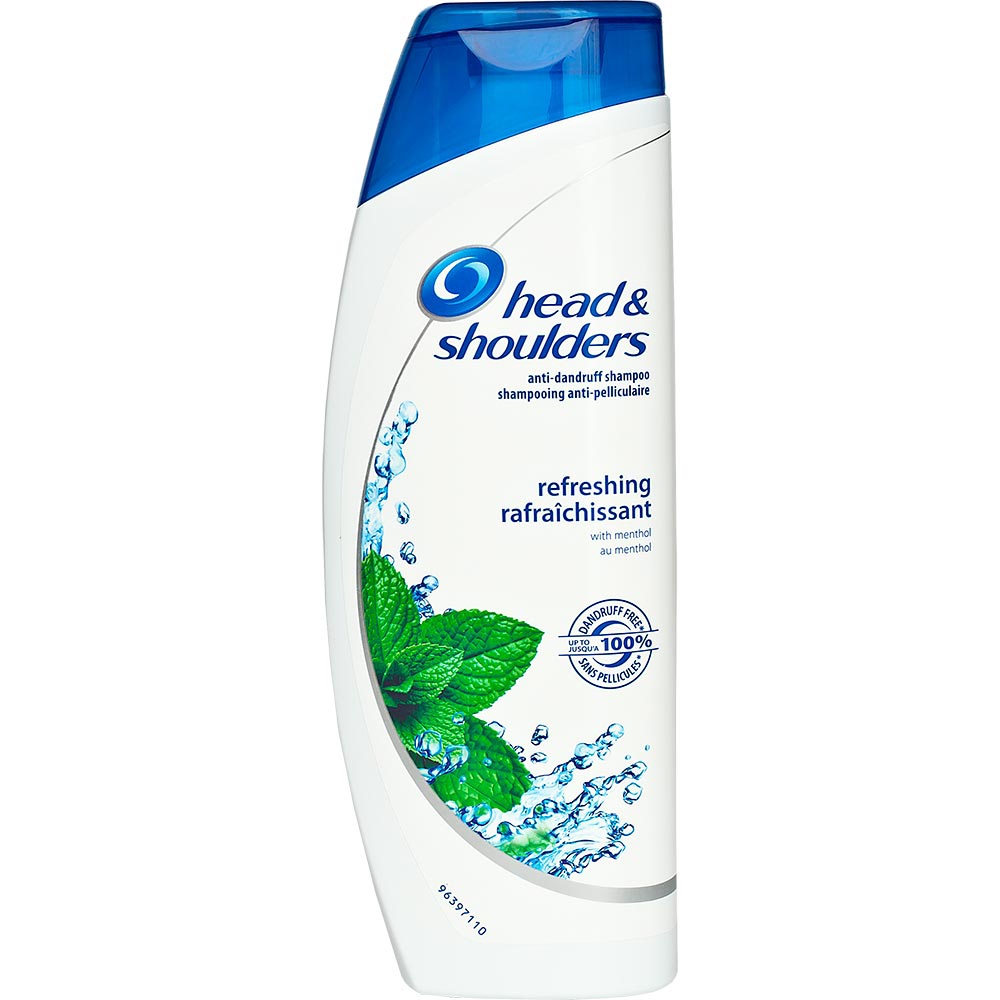 head &
shoulders
anti-dandruff shampoo
shampooing anti-pelliculaire
refreshing
rafraîchissant
with menthol
au menthol
DANDRUFF FREE*
UP TO
JUSQU'A 100%
SANS PELLICULES*
96397110